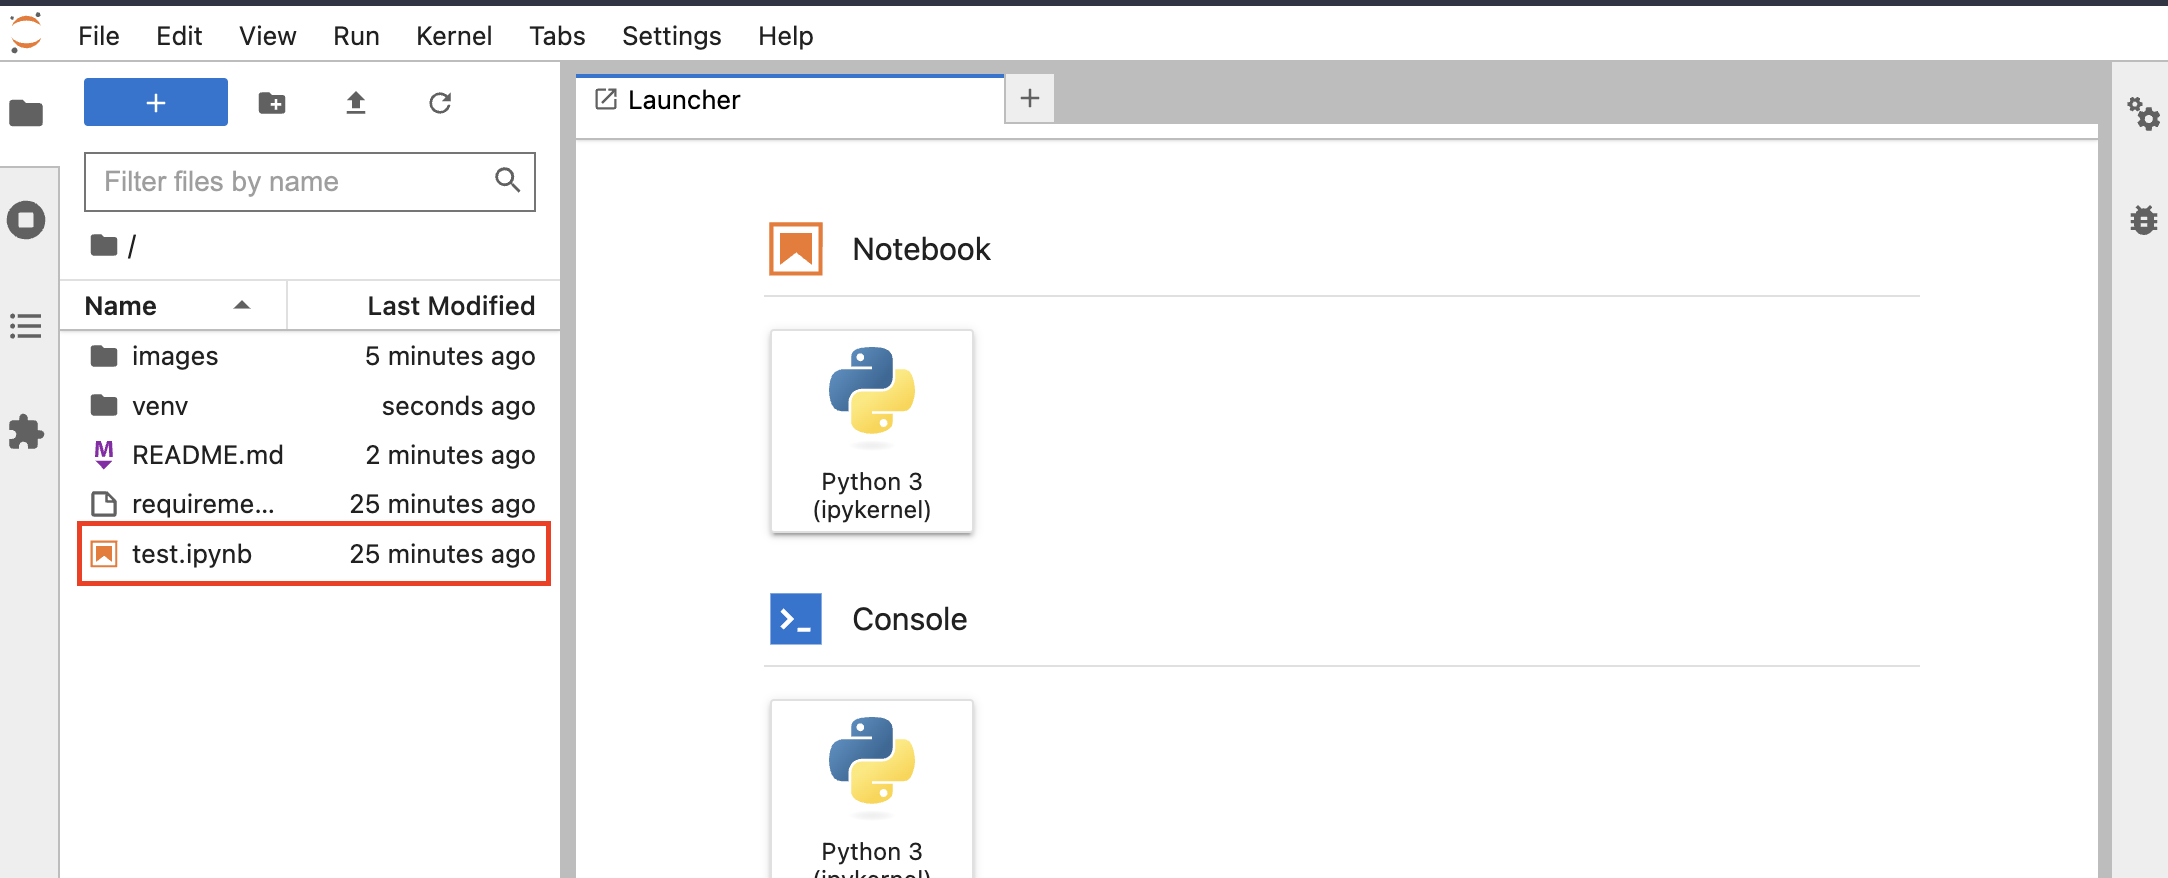 File Edit View Run Kernel Tabs Settings Help
Launcher
Filter files by name
/
Name Last Modified
images 5 minutes ago
venv seconds ago
README.md 2 minutes ago
requireme... 25 minutes ago
test.ipynb 25 minutes ago
Notebook
Python 3
(ipykernel)
Console
Python 3
(ipykernel)